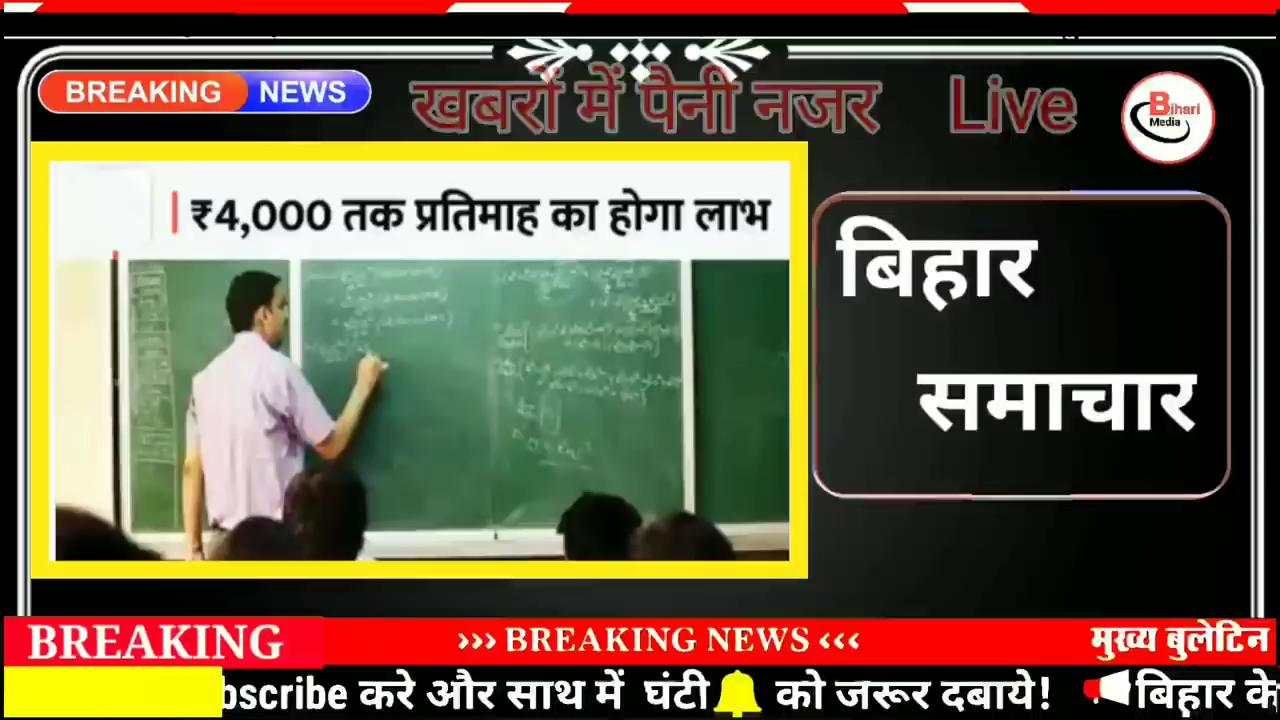 BREAKING NEWS
खबरों में पैनी नजर Live
Bihari
Media
₹4,000 तक प्रतिमाह का होगा लाभ
बिहार
समाचार
BREAKING
››› BREAKING NEWS ‹‹‹
मुख्य बुलेटिन
bscribe करे और साथ में घंटी🔔 को जरूर दबाये! 📢बिहार के